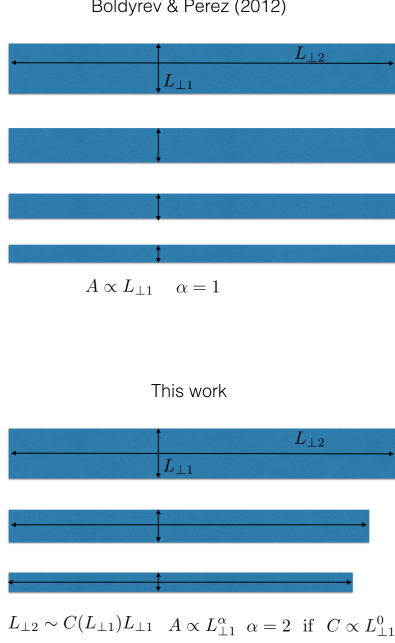 Boldyrev & Perez (2012)
L⊥2
L⊥1
A ∝ L⊥1 α = 1
This work
L⊥2
L⊥1
L⊥2 ∼ C(L⊥1)L⊥1 A ∝ L⊥1^α α = 2 if C ∝ L⊥1^0